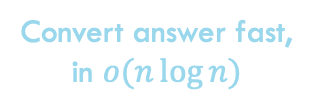 Convert answer fast,
in o(n log n)